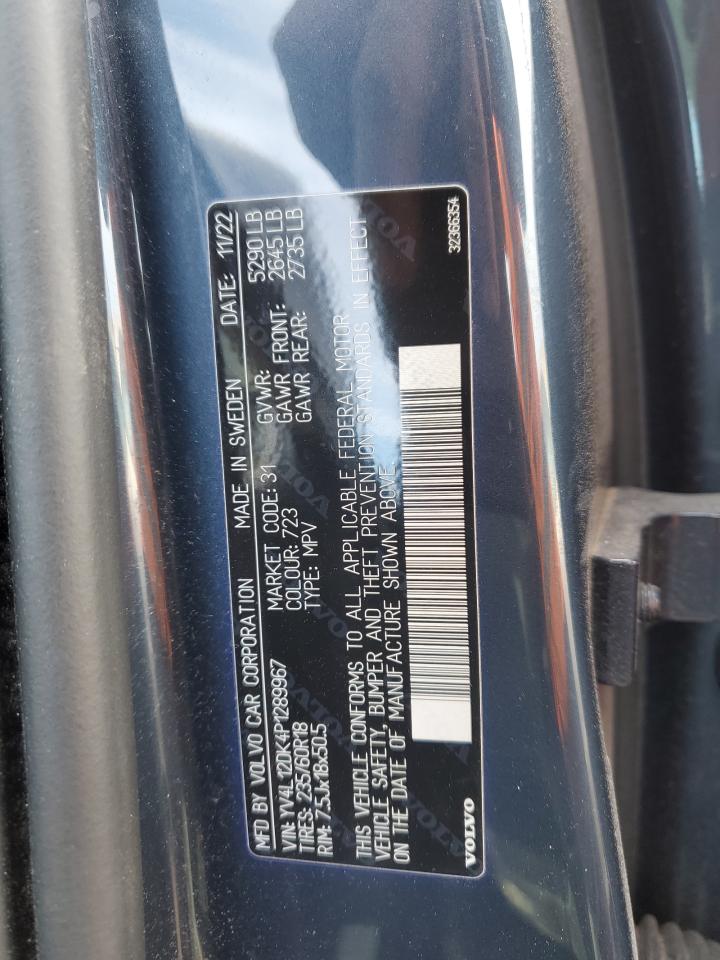 MFD BY VOLVO CAR CORPORATION MADE IN SWEDEN DATE: 11/22
VIN: YV4L12DK4P1289967 MARKET CODE: 31 GVWR: 5290 LB
TIRES: 235/60R18 COLOUR: 723 GAWR FRONT: 2645 LB
RIM: 7.5Jx18x50.5 TYPE: MPV GAWR REAR: 2735 LB
THIS VEHICLE CONFORMS TO ALL APPLICABLE FEDERAL MOTOR
VEHICLE SAFETY, BUMPER AND THEFT PREVENTION STANDARDS IN EFFECT
ON THE DATE OF MANUFACTURE SHOWN ABOVE.
VOLVO 32366354